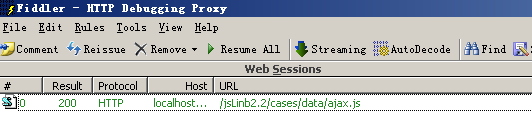 Fiddler - HTTP Debugging Proxy
File Edit Rules Tools View Help
Comment Reissue Remove Resume All Streaming AutoDecode Find
Web Sessions
# Result Protocol Host URL
0 200 HTTP localhost... /jsLinb2.2/cases/data/ajax.js